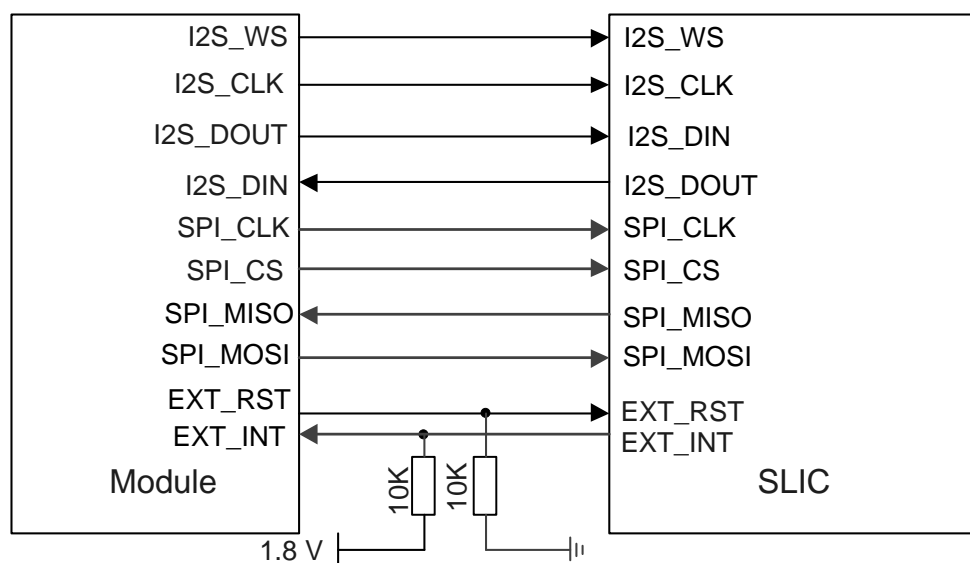 I2S_WS I2S_WS
I2S_CLK I2S_CLK
I2S_DOUT I2S_DIN
I2S_DIN I2S_DOUT
SPI_CLK SPI_CLK
SPI_CS SPI_CS
SPI_MISO SPI_MISO
SPI_MOSI SPI_MOSI
EXT_RST EXT_RST
EXT_INT EXT_INT
Module 10K 10K SLIC
1.8 V